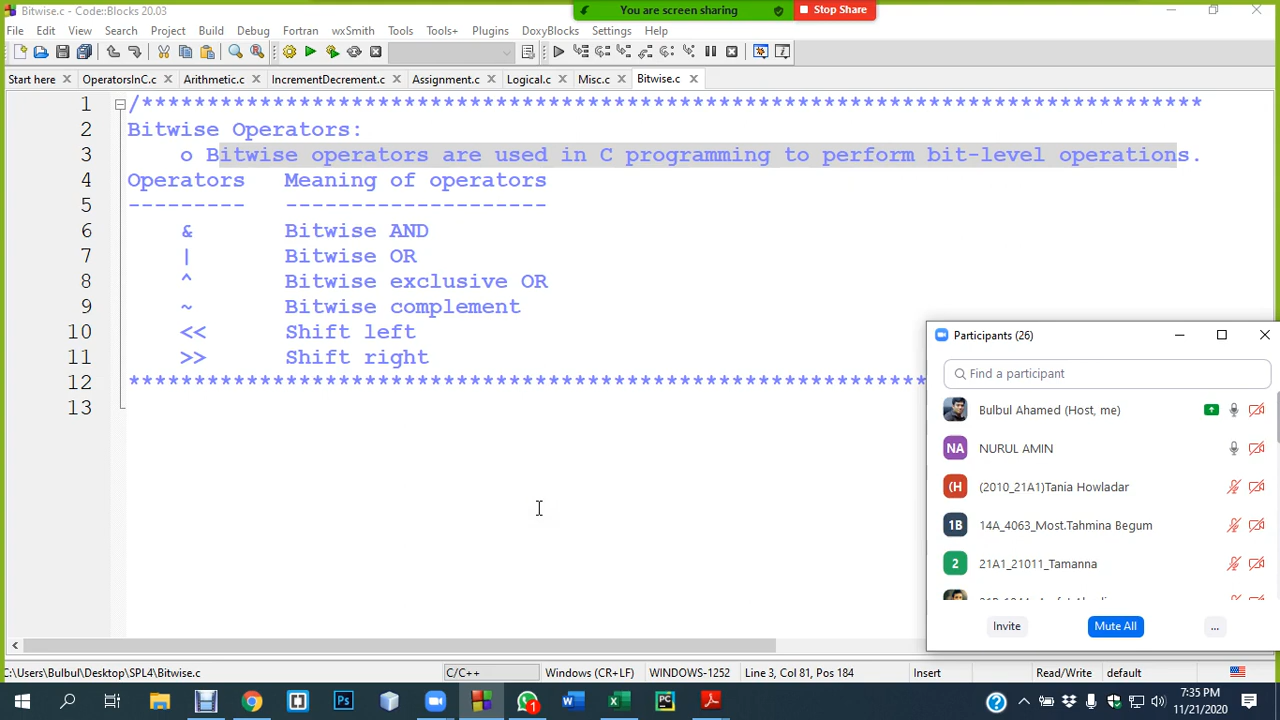 Bitwise.c - Code::Blocks 20.03
You are screen sharing
Stop Share
File Edit View Search Project Build Debug Fortran wxSmith Tools Tools+ Plugins DoxyBlocks Settings Help
Start here OperatorsInC.c Arithmetic.c IncrementDecrement.c Assignment.c Logical.c Misc.c Bitwise.c
1 /*********************************************************************************
2 Bitwise Operators:
3 o Bitwise operators are used in C programming to perform bit-level operations.
4 Operators Meaning of operators
5 --------- --------------------
6 & Bitwise AND
7 | Bitwise OR
8 ^ Bitwise exclusive OR
9 ~ Bitwise complement
10 << Shift left
11 >> Shift right
12 *************************************************************
13
Participants (26)
Find a participant
Bulbul Ahamed (Host, me)
NA NURUL AMIN
(H (2010_21A1)Tania Howladar
1B 14A_4063_Most.Tahmina Begum
2 21A1_21011_Tamanna
Invite Mute All ...
C:\Users\Bulbul\Desktop\SPL4\Bitwise.c C/C++ Windows (CR+LF) WINDOWS-1252 Line 3, Col 81, Pos 184 Insert Read/Write default
7:35 PM
11/21/2020